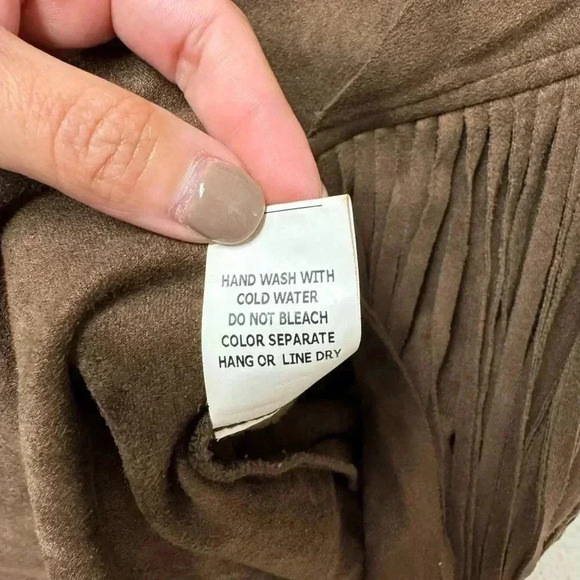 HAND WASH WITH
COLD WATER
DO NOT BLEACH
COLOR SEPARATE
HANG OR LINE DRY